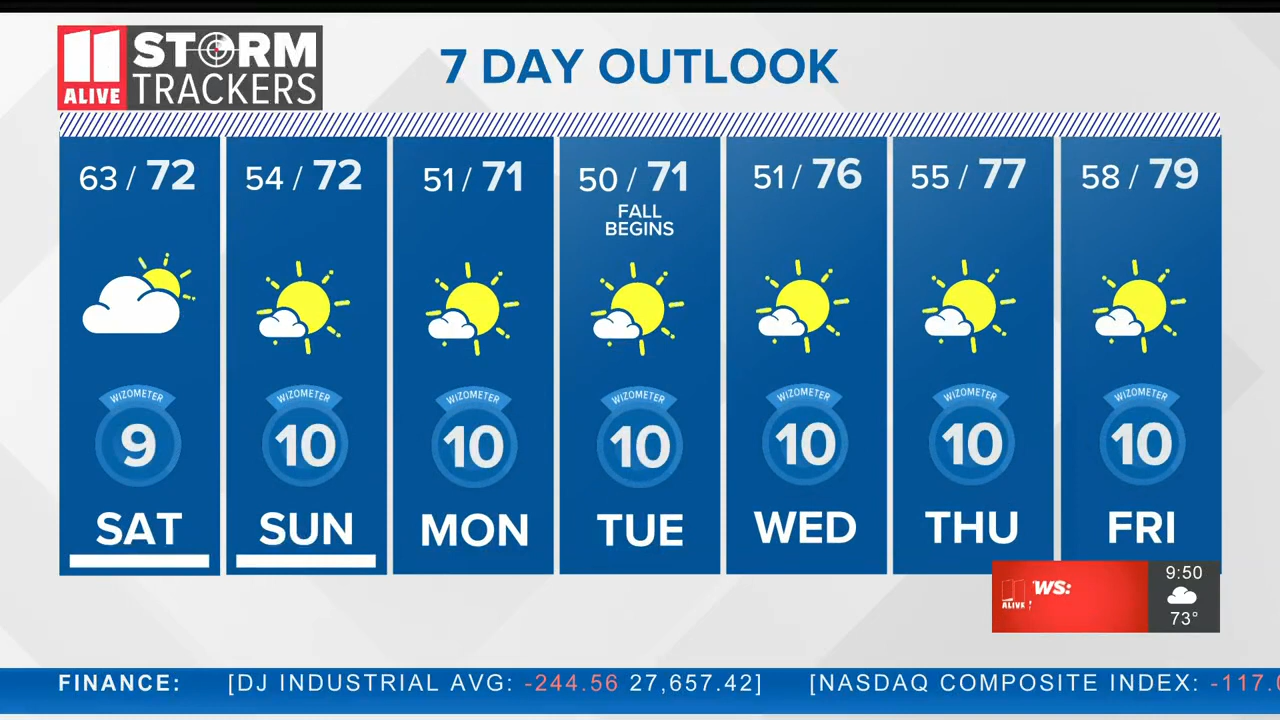 11 ALIVE
STORM
TRACKERS
7 DAY OUTLOOK
63 / 72
54 / 72
51 / 71
50 / 71
51 / 76
55 / 77
58 / 79
FALL
BEGINS
WIZOMETER
WIZOMETER
WIZOMETER
WIZOMETER
WIZOMETER
WIZOMETER
WIZOMETER
9
10
10
10
10
10
10
SAT
SUN
MON
TUE
WED
THU
FRI
11 ALIVE
WS:
9:50
73°
FINANCE: [DJ INDUSTRIAL AVG: -244.56 27,657.42] [NASDAQ COMPOSITE INDEX: -117.